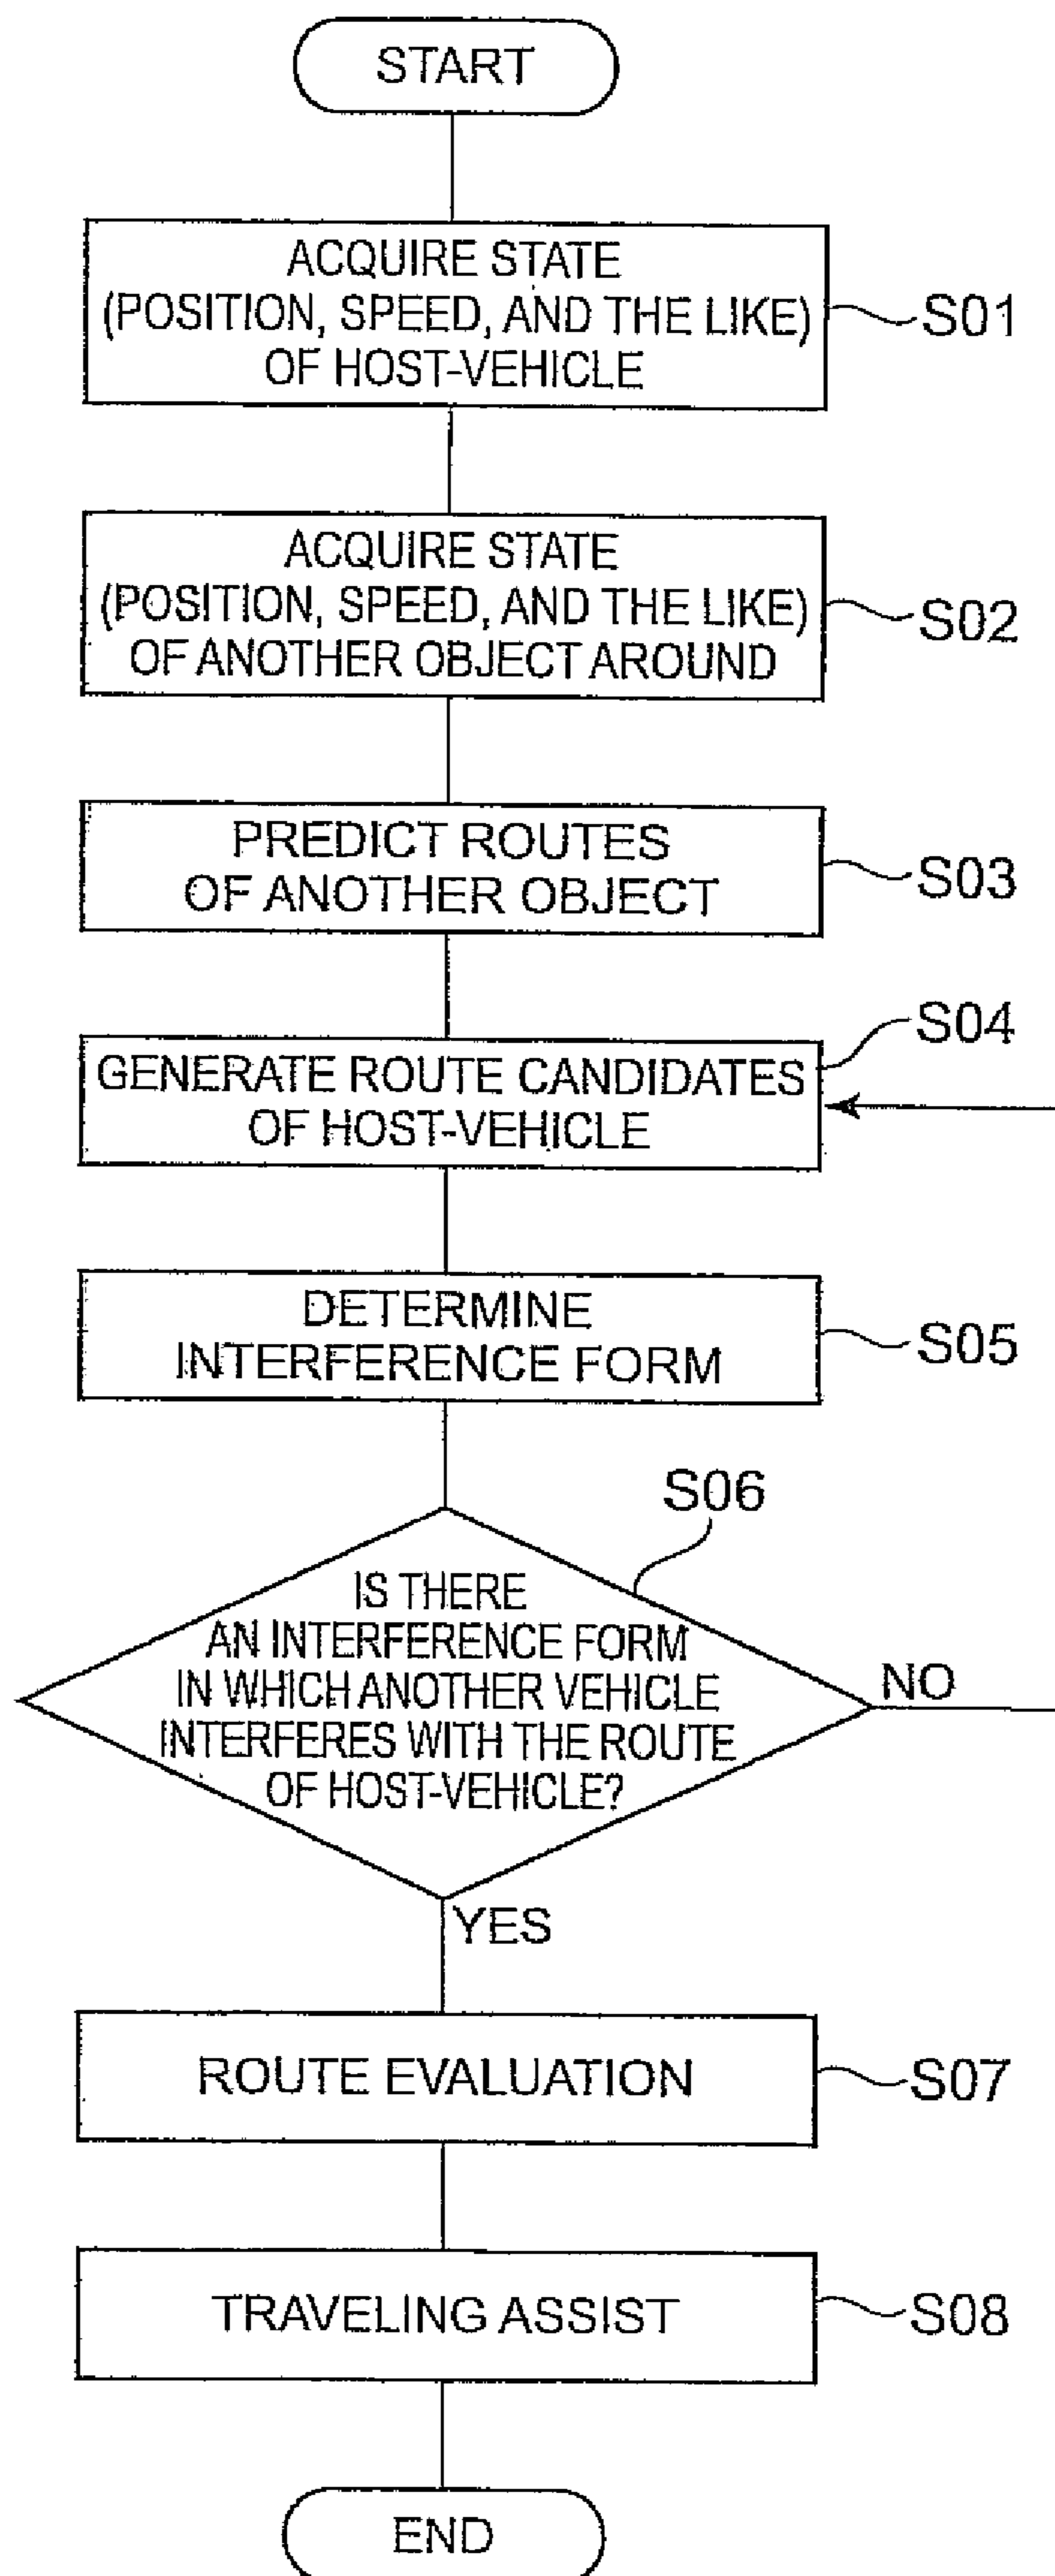 START
ACQUIRE STATE
(POSITION, SPEED, AND THE LIKE)
OF HOST-VEHICLE
S01
ACQUIRE STATE
(POSITION, SPEED, AND THE LIKE)
OF ANOTHER OBJECT AROUND
S02
PREDICT ROUTES
OF ANOTHER OBJECT
S03
S04
GENERATE ROUTE CANDIDATES
OF HOST-VEHICLE
DETERMINE
INTERFERENCE FORM
S05
S06
IS THERE
AN INTERFERENCE FORM
IN WHICH ANOTHER VEHICLE
INTERFERES WITH THE ROUTE
OF HOST-VEHICLE?
NO
YES
ROUTE EVALUATION
S07
TRAVELING ASSIST
S08
END